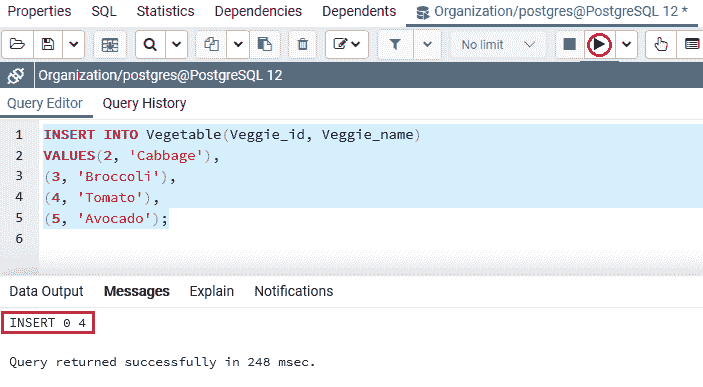 Properties SQL Statistics Dependencies Dependents Organization/postgres@PostgreSQL 12 *
No limit
Organization/postgres@PostgreSQL 12
Query Editor Query History
1 INSERT INTO Vegetable(Veggie_id, Veggie_name)
2 VALUES(2, 'Cabbage'),
3 (3, 'Broccoli'),
4 (4, 'Tomato'),
5 (5, 'Avocado');
6
Data Output Messages Explain Notifications
INSERT 0 4
Query returned successfully in 248 msec.